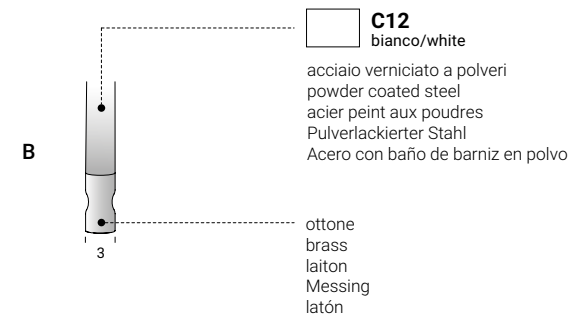 C12
bianco/white
acciaio verniciato a polveri
powder coated steel
acier peint aux poudres
Pulverlackierter Stahl
Acero con baño de barniz en polvo
B
3
ottone
brass
laiton
Messing
latón